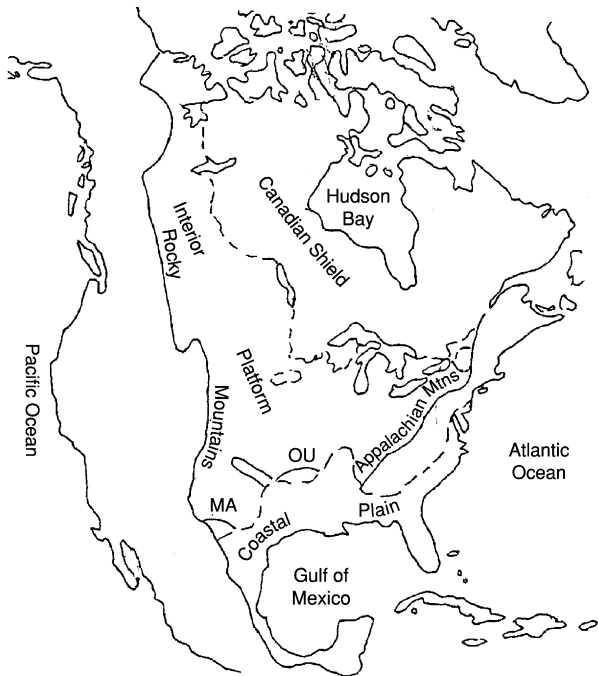 Hudson
Bay
Canadian Shield
Interior
Rocky
Pacific Ocean
Platform
Mountains
Appalachian Mtns
OU
Atlantic
Ocean
MA
Plain
Coastal
Gulf of
Mexico